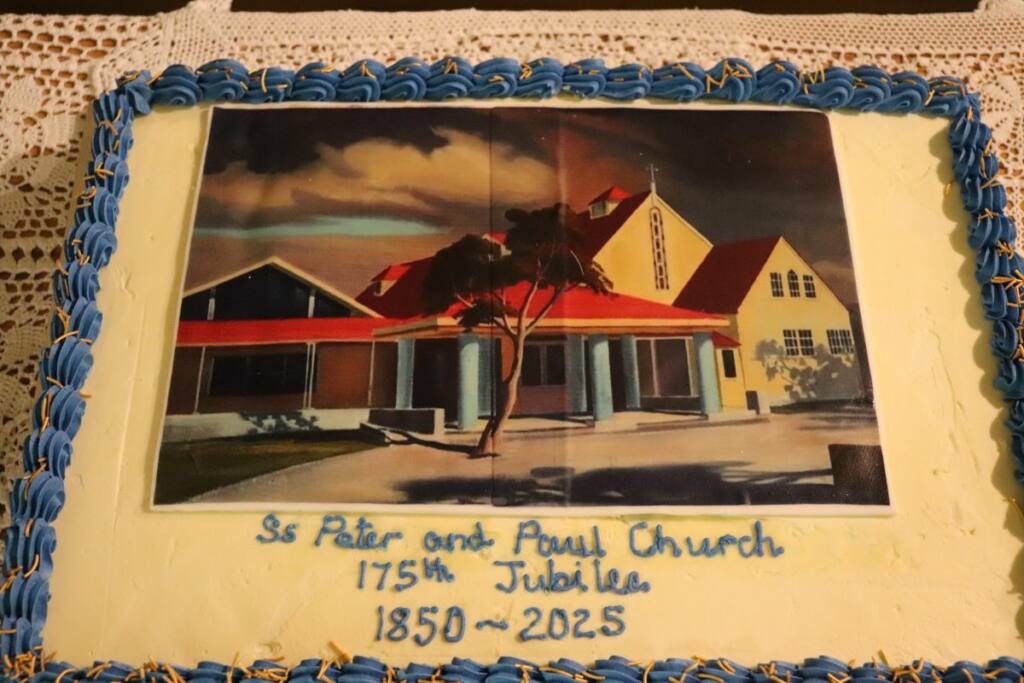 Ss Peter and Paul Church
175th Jubilee
1850 ~ 2025